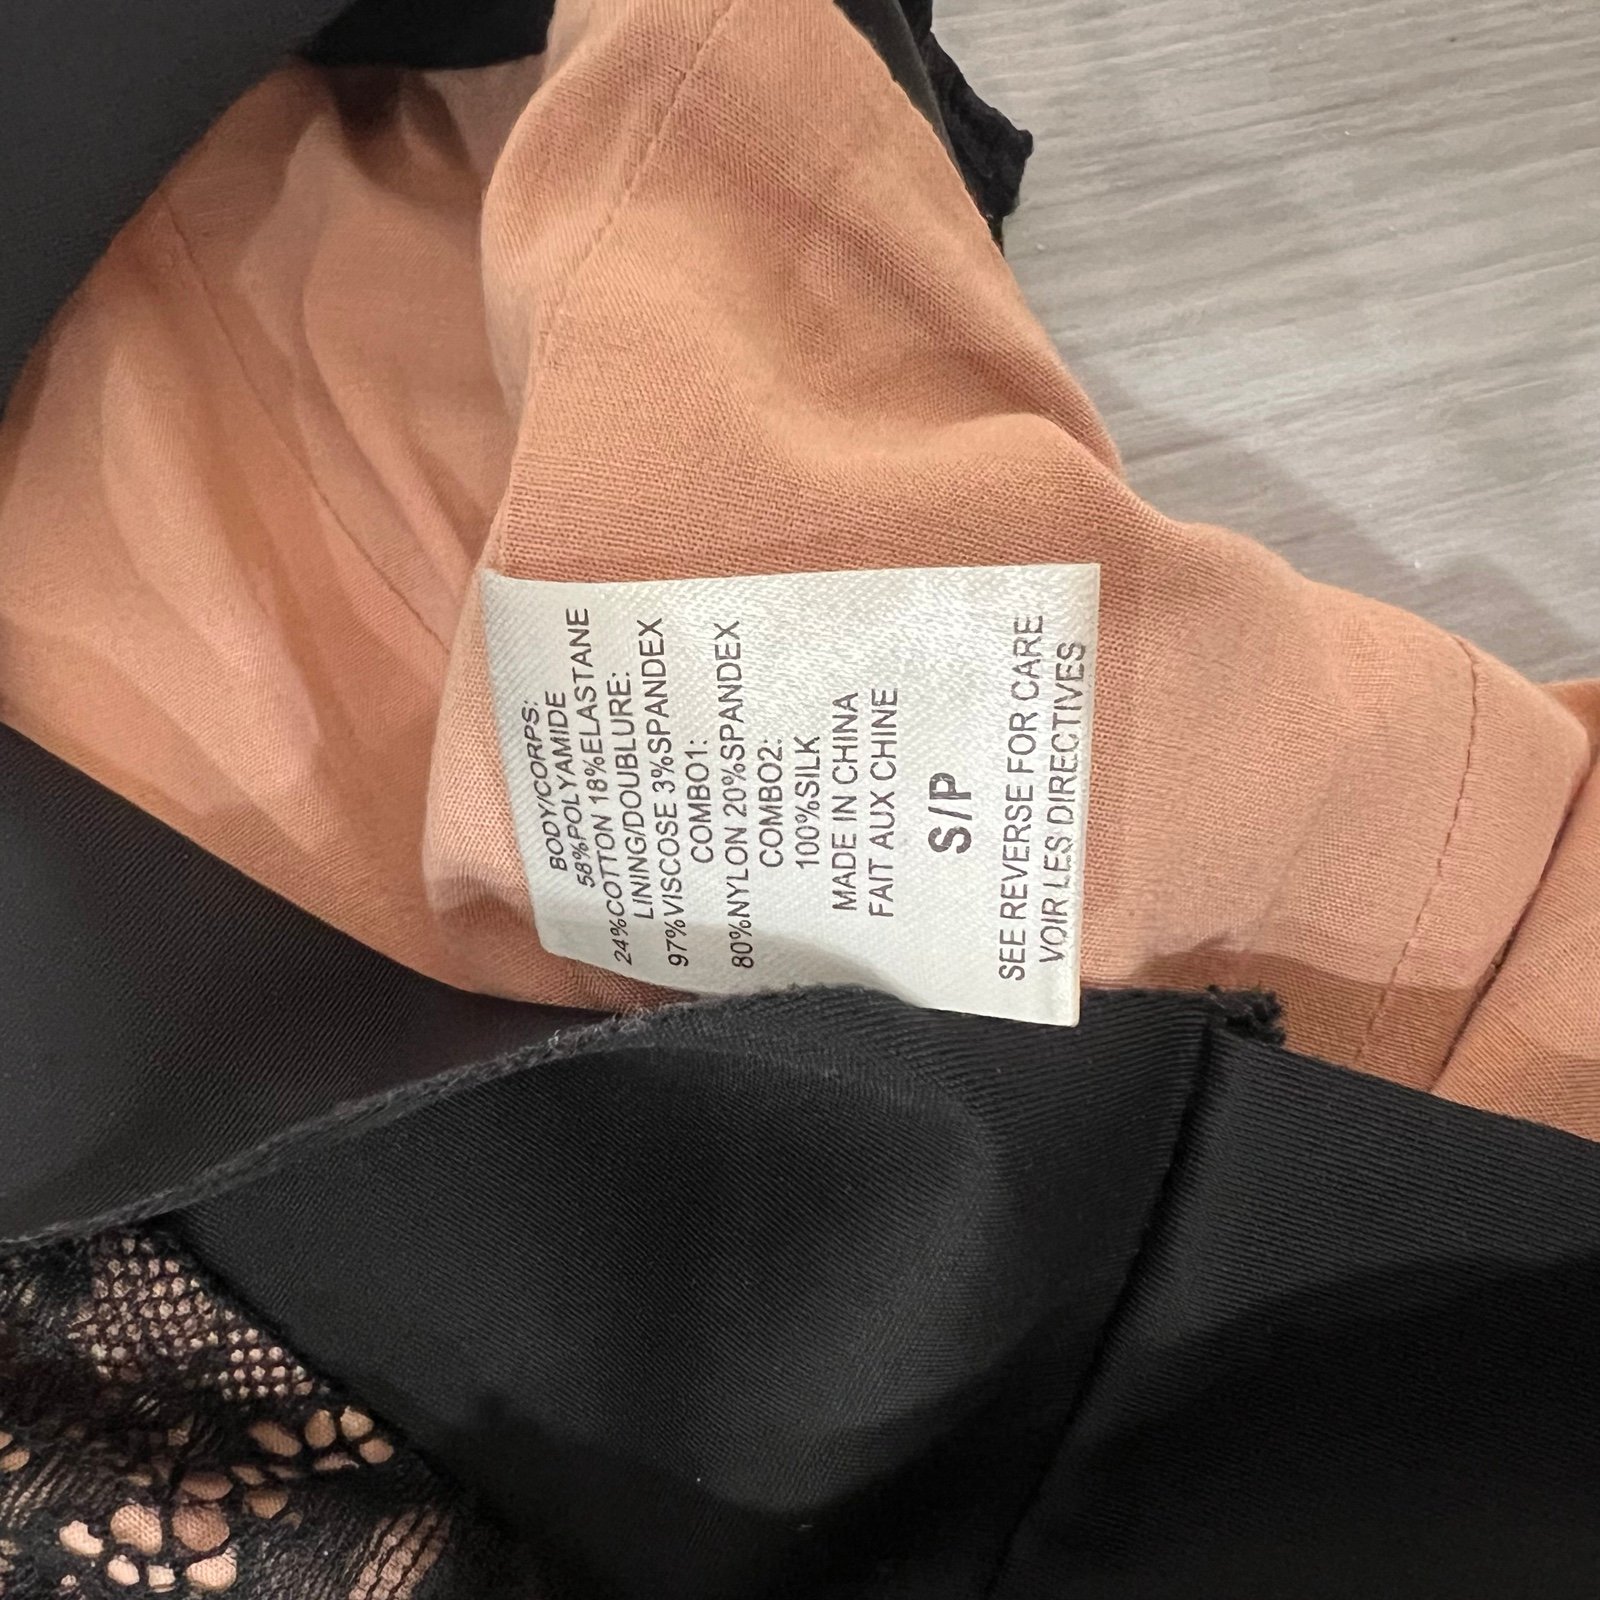 BODY/CORPS:
58%POLYAMIDE
24%COTTON 18%ELASTANE
LINING/DOUBLURE:
97%VISCOSE 3%SPANDEX
COMBO1:
80%NYLON 20%SPANDEX
COMBO2:
100%SILK
MADE IN CHINA
FAIT AUX CHINE
S/P
SEE REVERSE FOR CARE
VOIR LES DIRECTIVES